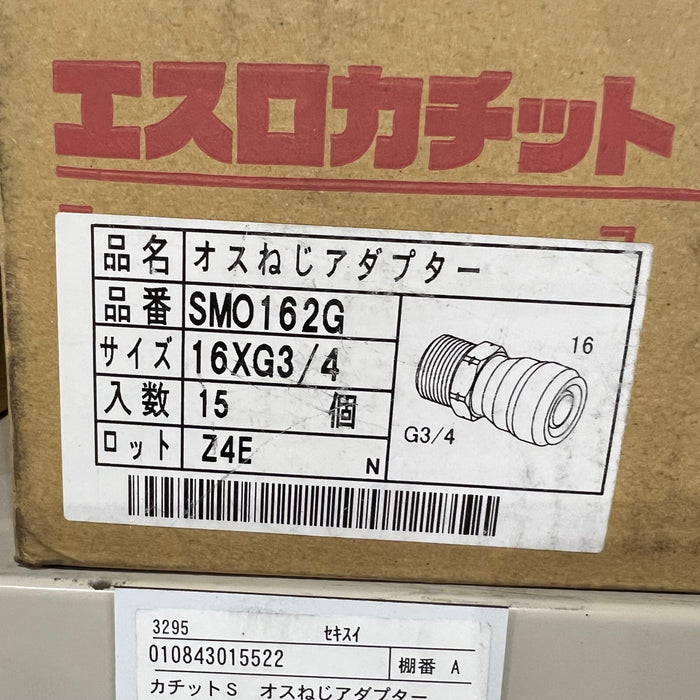 エスロカチット
品名 オスねじアダプター
品番 SMO162G
サイズ 16XG3/4
入数 15 個
ロット Z4E N
16
G3/4
3295 ｾｷｽｲ
010843015522 棚番 A
カチットS オスねじアダプター